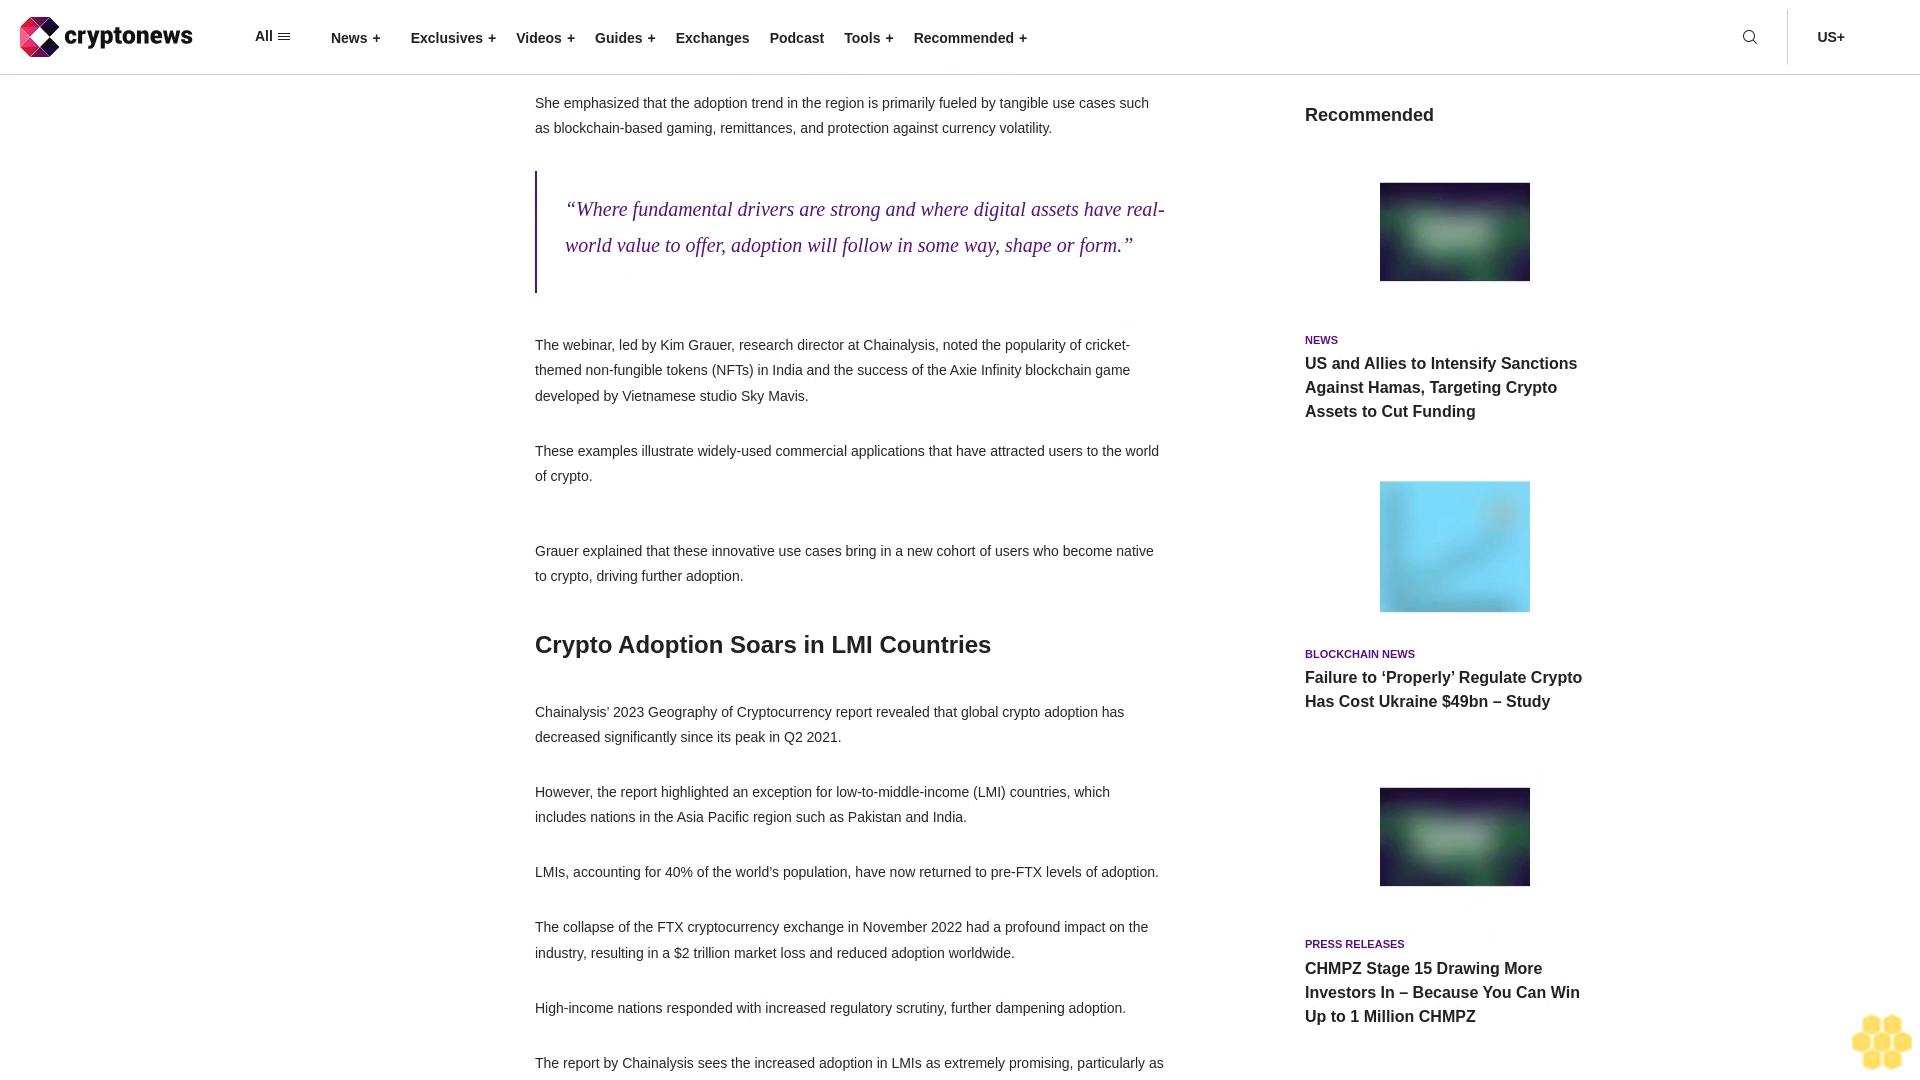 cryptonews
All
News +
Exclusives +
Videos +
Guides +
Exchanges
Podcast
Tools +
Recommended +
US+
She emphasized that the adoption trend in the region is primarily fueled by tangible use cases such
as blockchain-based gaming, remittances, and protection against currency volatility.
“Where fundamental drivers are strong and where digital assets have real-
world value to offer, adoption will follow in some way, shape or form.”
The webinar, led by Kim Grauer, research director at Chainalysis, noted the popularity of cricket-
themed non-fungible tokens (NFTs) in India and the success of the Axie Infinity blockchain game
developed by Vietnamese studio Sky Mavis.
These examples illustrate widely-used commercial applications that have attracted users to the world
of crypto.
Grauer explained that these innovative use cases bring in a new cohort of users who become native
to crypto, driving further adoption.
Crypto Adoption Soars in LMI Countries
Chainalysis’ 2023 Geography of Cryptocurrency report revealed that global crypto adoption has
decreased significantly since its peak in Q2 2021.
However, the report highlighted an exception for low-to-middle-income (LMI) countries, which
includes nations in the Asia Pacific region such as Pakistan and India.
LMIs, accounting for 40% of the world’s population, have now returned to pre-FTX levels of adoption.
The collapse of the FTX cryptocurrency exchange in November 2022 had a profound impact on the
industry, resulting in a $2 trillion market loss and reduced adoption worldwide.
High-income nations responded with increased regulatory scrutiny, further dampening adoption.
The report by Chainalysis sees the increased adoption in LMIs as extremely promising, particularly as
Recommended
NEWS
US and Allies to Intensify Sanctions
Against Hamas, Targeting Crypto
Assets to Cut Funding
BLOCKCHAIN NEWS
Failure to ‘Properly’ Regulate Crypto
Has Cost Ukraine $49bn – Study
PRESS RELEASES
CHMPZ Stage 15 Drawing More
Investors In – Because You Can Win
Up to 1 Million CHMPZ